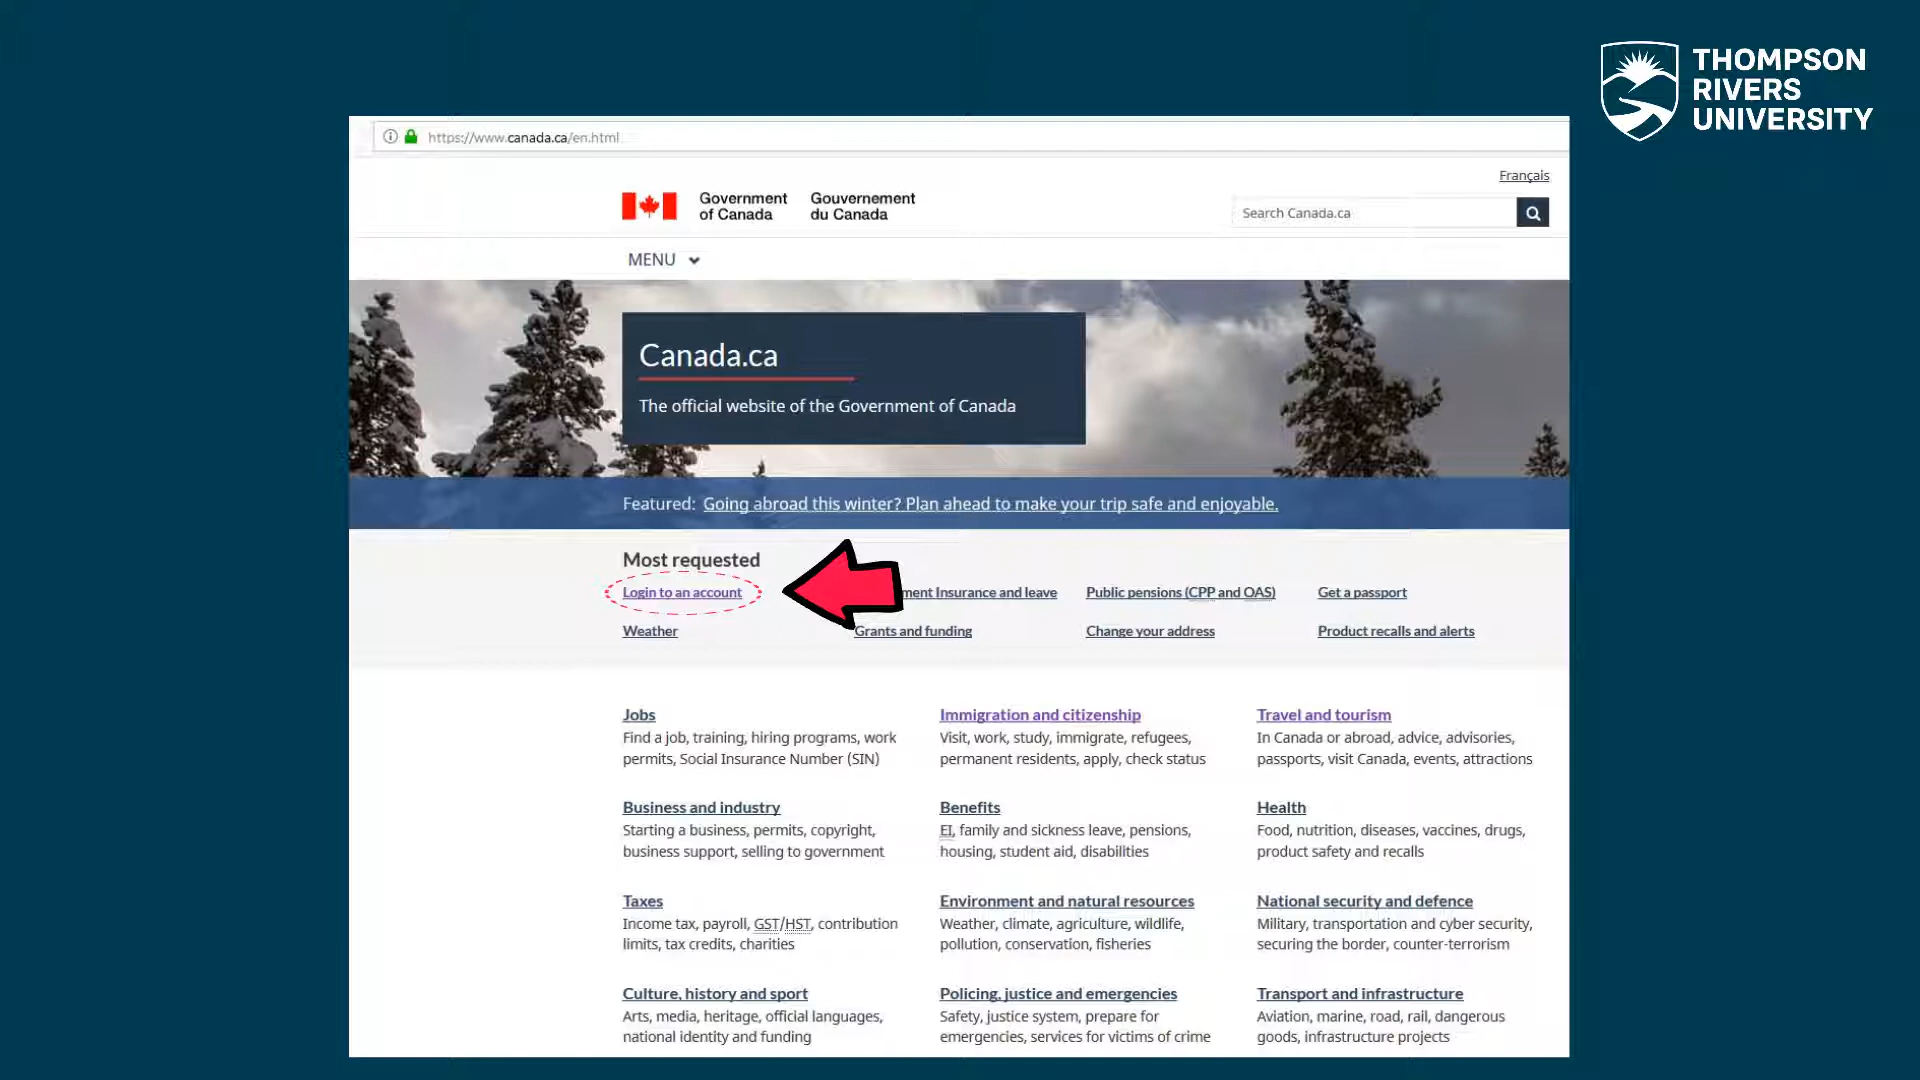 THOMPSON
RIVERS
UNIVERSITY
https://www.canada.ca/en.html
Français
Government
of Canada
Gouvernement
du Canada
Search Canada.ca
MENU
Canada.ca
The official website of the Government of Canada
Featured: Going abroad this winter? Plan ahead to make your trip safe and enjoyable.
Most requested
Login to an account
ment Insurance and leave
Public pensions (CPP and OAS)
Get a passport
Weather
Grants and funding
Change your address
Product recalls and alerts
Jobs
Find a job, training, hiring programs, work
permits, Social Insurance Number (SIN)
Immigration and citizenship
Visit, work, study, immigrate, refugees,
permanent residents, apply, check status
Travel and tourism
In Canada or abroad, advice, advisories,
passports, visit Canada, events, attractions
Business and industry
Starting a business, permits, copyright,
business support, selling to government
Benefits
EI, family and sickness leave, pensions,
housing, student aid, disabilities
Health
Food, nutrition, diseases, vaccines, drugs,
product safety and recalls
Taxes
Income tax, payroll, GST/HST, contribution
limits, tax credits, charities
Environment and natural resources
Weather, climate, agriculture, wildlife,
pollution, conservation, fisheries
National security and defence
Military, transportation and cyber security,
securing the border, counter-terrorism
Culture, history and sport
Arts, media, heritage, official languages,
national identity and funding
Policing, justice and emergencies
Safety, justice system, prepare for
emergencies, services for victims of crime
Transport and infrastructure
Aviation, marine, road, rail, dangerous
goods, infrastructure projects